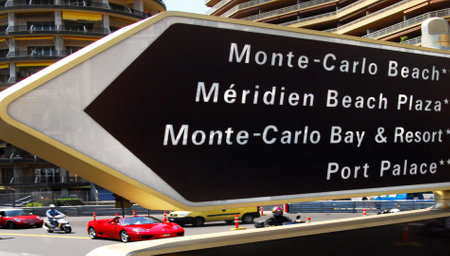 Monte-Carlo Beach*
Méridien Beach Plaza*
Monte-Carlo Bay & Resort*
Port Palace**